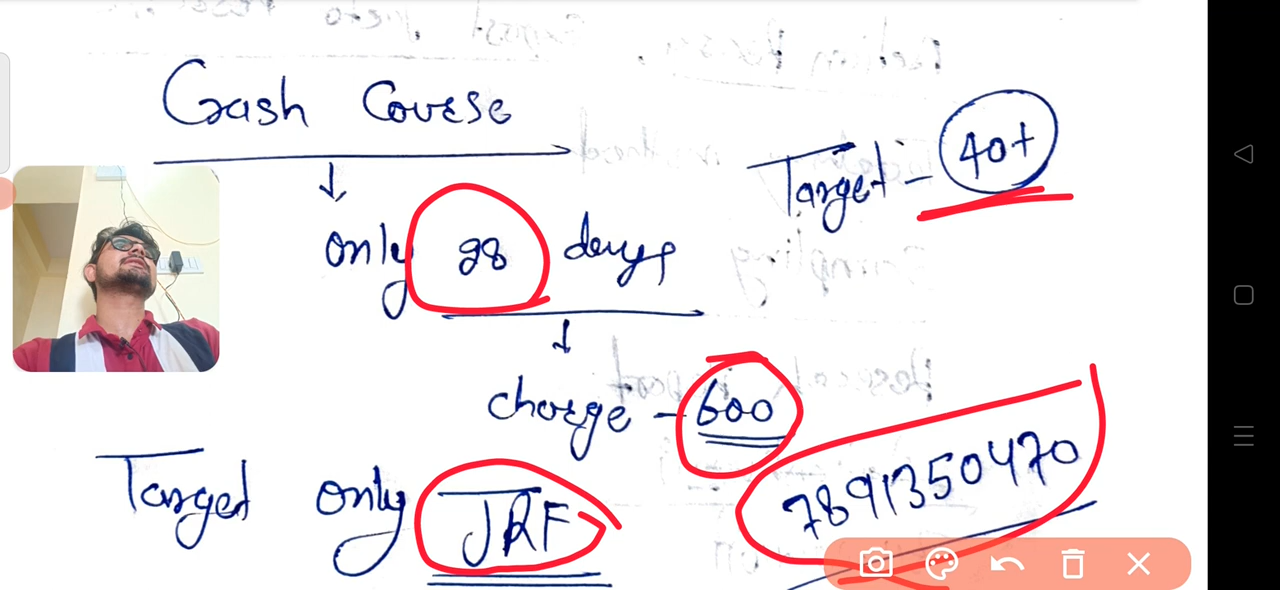 Crash Course
Target - 40+
only 28 days
charge - 600
Target only JRF
7891350470